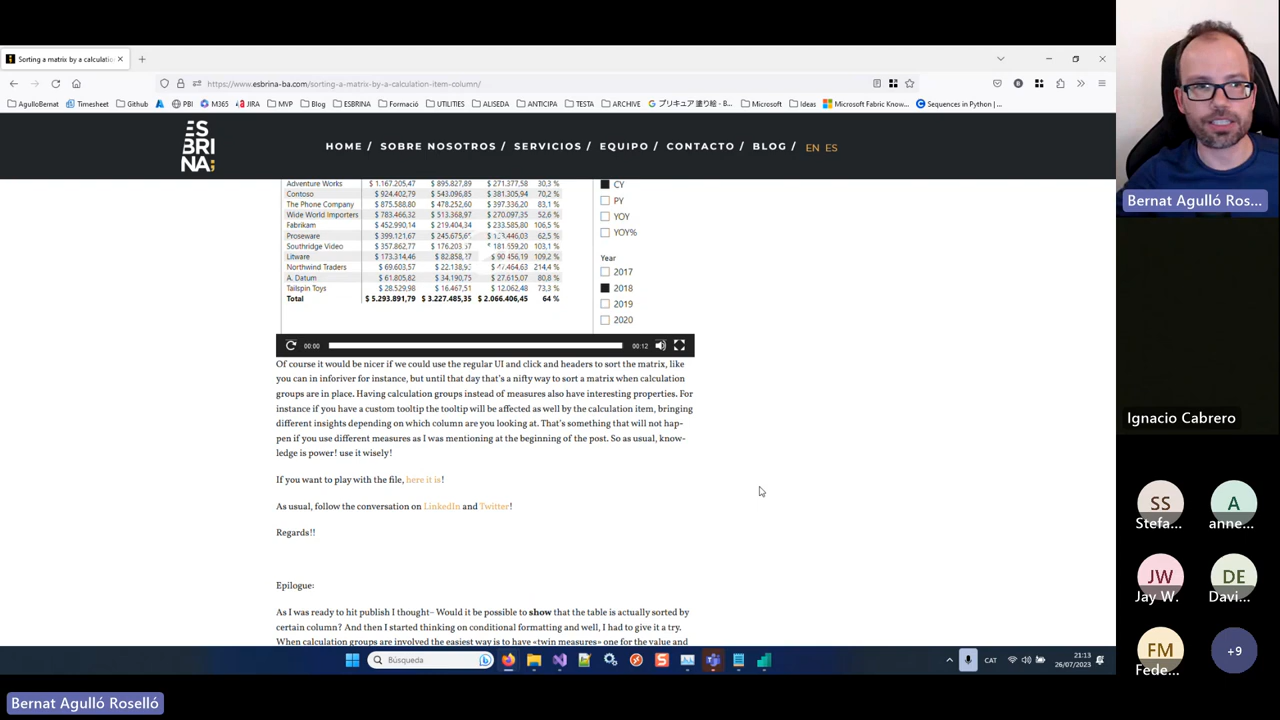 Sorting a matrix by a calculatio
https://www.esbrina-ba.com/sorting-a-matrix-by-a-calculation-item-column/
AgulloBernat Timesheet Github PBI M365 JIRA MVP Blog ESBRINA Formació UTILITIES ALISEDA ANTICIPA TESTA ARCHIVE プリキュア 塗り絵 - B... Microsoft Ideas Microsoft Fabric Know... Sequences in Python |...
ES
BRI
NA;
HOME / SOBRE NOSOTROS / SERVICIOS / EQUIPO / CONTACTO / BLOG / EN ES
Adventure Works $ 1.167.205,47 $ 895.827,89 $ 271.377,58 30,3 %
Contoso $ 924.402,79 $ 543.096,85 $ 381.305,94 70,2 %
The Phone Company $ 875.588,80 $ 478.252,60 $ 397.336,20 83,1 %
Wide World Importers $ 783.466,32 $ 513.368,97 $ 270.097,35 52,6 %
Fabrikam $ 452.990,14 $ 219.404,34 $ 233.585,80 106,5 %
Proseware $ 399.121,67 62,5 %
Southridge Video $ 357.862,77 103,1 %
Litware $ 173.314,46 109,2 %
Northwind Traders $ 69.603,57 214,4 %
A. Datum $ 61.805,82 $ 34.190,75 $ 27.615,07 80,8 %
Tailspin Toys $ 28.529,98 $ 16.467,51 $ 12.062,48 73,3 %
Total $ 5.293.891,79 $ 3.227.485,35 $ 2.066.406,45 64 %
CY
PY
YOY
YOY%
Year
2017
2018
2019
2020
00:00 00:12
Of course it would be nicer if we could use the regular UI and click and headers to sort the matrix, like
you can in inforiver for instance, but until that day that's a nifty way to sort a matrix when calculation
groups are in place. Having calculation groups instead of measures also have interesting properties. For
instance if you have a custom tooltip the tooltip will be affected as well by the calculation item, bringing
different insights depending on which column are you looking at. That's something that will not hap-
pen if you use different measures as I was mentioning at the beginning of the post. So as usual, know-
ledge is power! use it wisely!
If you want to play with the file, here it is!
As usual, follow the conversation on LinkedIn and Twitter!
Regards!!
Epilogue:
As I was ready to hit publish I thought– Would it be possible to show that the table is actually sorted by
certain column? And then I started thinking on conditional formatting and well, I had to give it a try.
When calculation groups are involved the easiest way is to have «twin measures» one for the value and
Búsqueda
CAT
21:13
26/07/2023
Bernat Agulló Ros...
Ignacio Cabrero
SS
Stefa...
A
anne...
JW
Jay W.
DE
Davi...
FM
Fede...
+9
Bernat Agulló Roselló